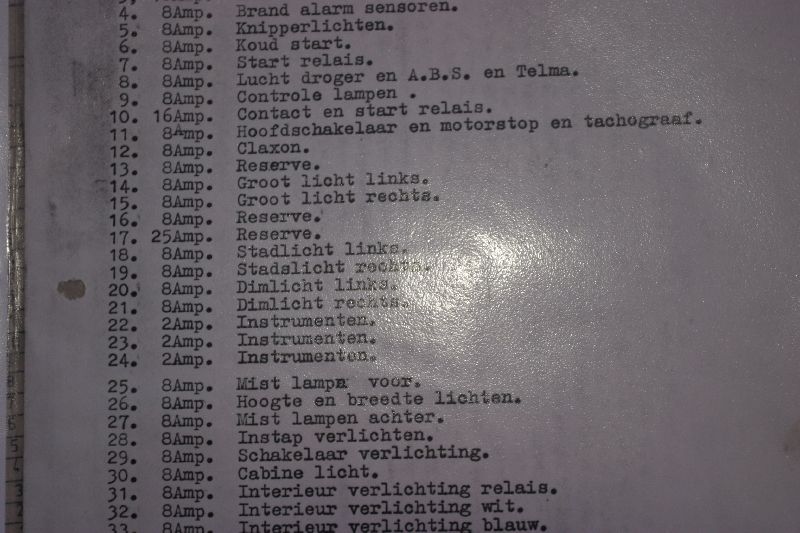 4. 8Amp. Brand alarm sensoren.
5. 8Amp. Knipperlichten.
6. 8Amp. Koud start.
7. 8Amp. Start relais.
8. 8Amp. Lucht droger en A.B.S. en Telma.
9. 8Amp. Controle lampen .
10. 16Amp. Contact en start relais.
11. 8Amp. Hoofdschakelaar en motorstop en tachograaf.
12. 8Amp. Claxon.
13. 8Amp. Reserve.
14. 8Amp. Groot licht links.
15. 8Amp. Groot licht rechts.
16. 8Amp. Reserve.
17. 25Amp. Reserve.
18. 8Amp. Stadlicht links.
19. 8Amp. Stadslicht rechts.
20. 8Amp. Dimlicht links.
21. 8Amp. Dimlicht rechts.
22. 2Amp. Instrumenten.
23. 2Amp. Instrumenten.
24. 2Amp. Instrumenten.
25. 8Amp. Mist lampn voor.
26. 8Amp. Hoogte en breedte lichten.
27. 8Amp. Mist lampen achter.
28. 8Amp. Instap verlichten.
29. 8Amp. Schakelaar verlichting.
30. 8Amp. Cabine licht.
31. 8Amp. Interieur verlichting relais.
32. 8Amp. Interieur verlichting wit.
33. 8Amp. Interieur verlichting blauw.